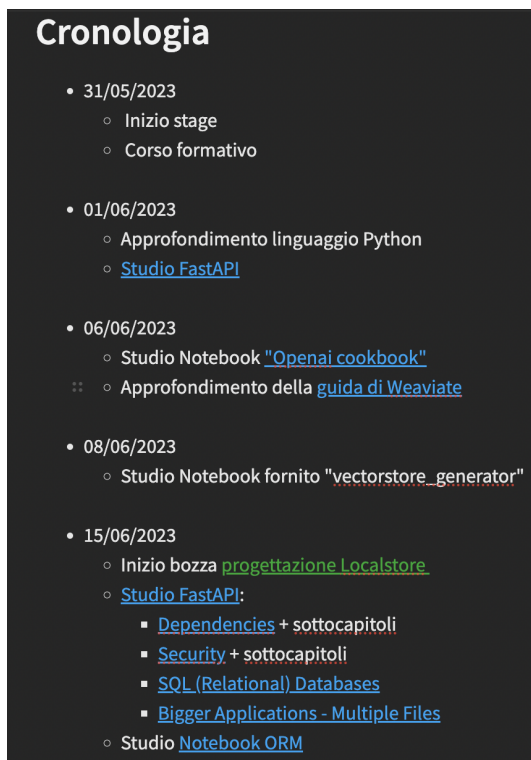 Cronologia
31/05/2023
Inizio stage
Corso formativo
01/06/2023
Approfondimento linguaggio Python
Studio FastAPI
06/06/2023
Studio Notebook "Openai cookbook"
Approfondimento della guida di Weaviate
08/06/2023
Studio Notebook fornito "vectorstore_generator"
15/06/2023
Inizio bozza progettazione Localstore
Studio FastAPI:
Dependencies + sottocapitoli
Security + sottocapitoli
SQL (Relational) Databases
Bigger Applications - Multiple Files
Studio Notebook ORM